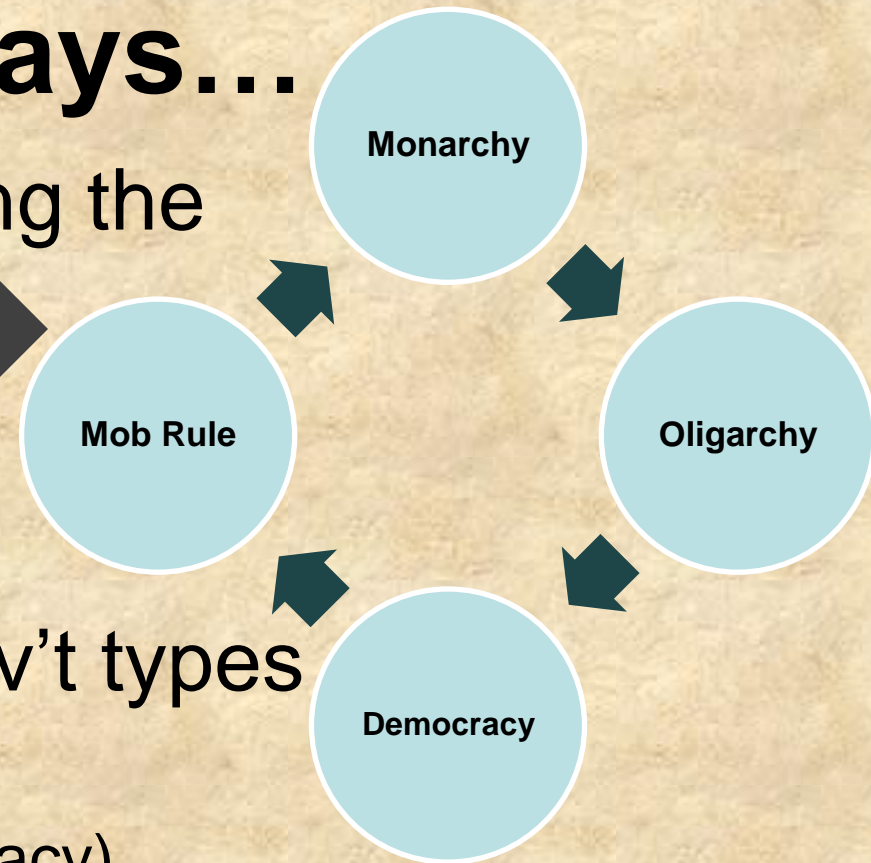 ays…
ng the
v’t types
acy)
Monarchy
Oligarchy
Democracy
Mob Rule